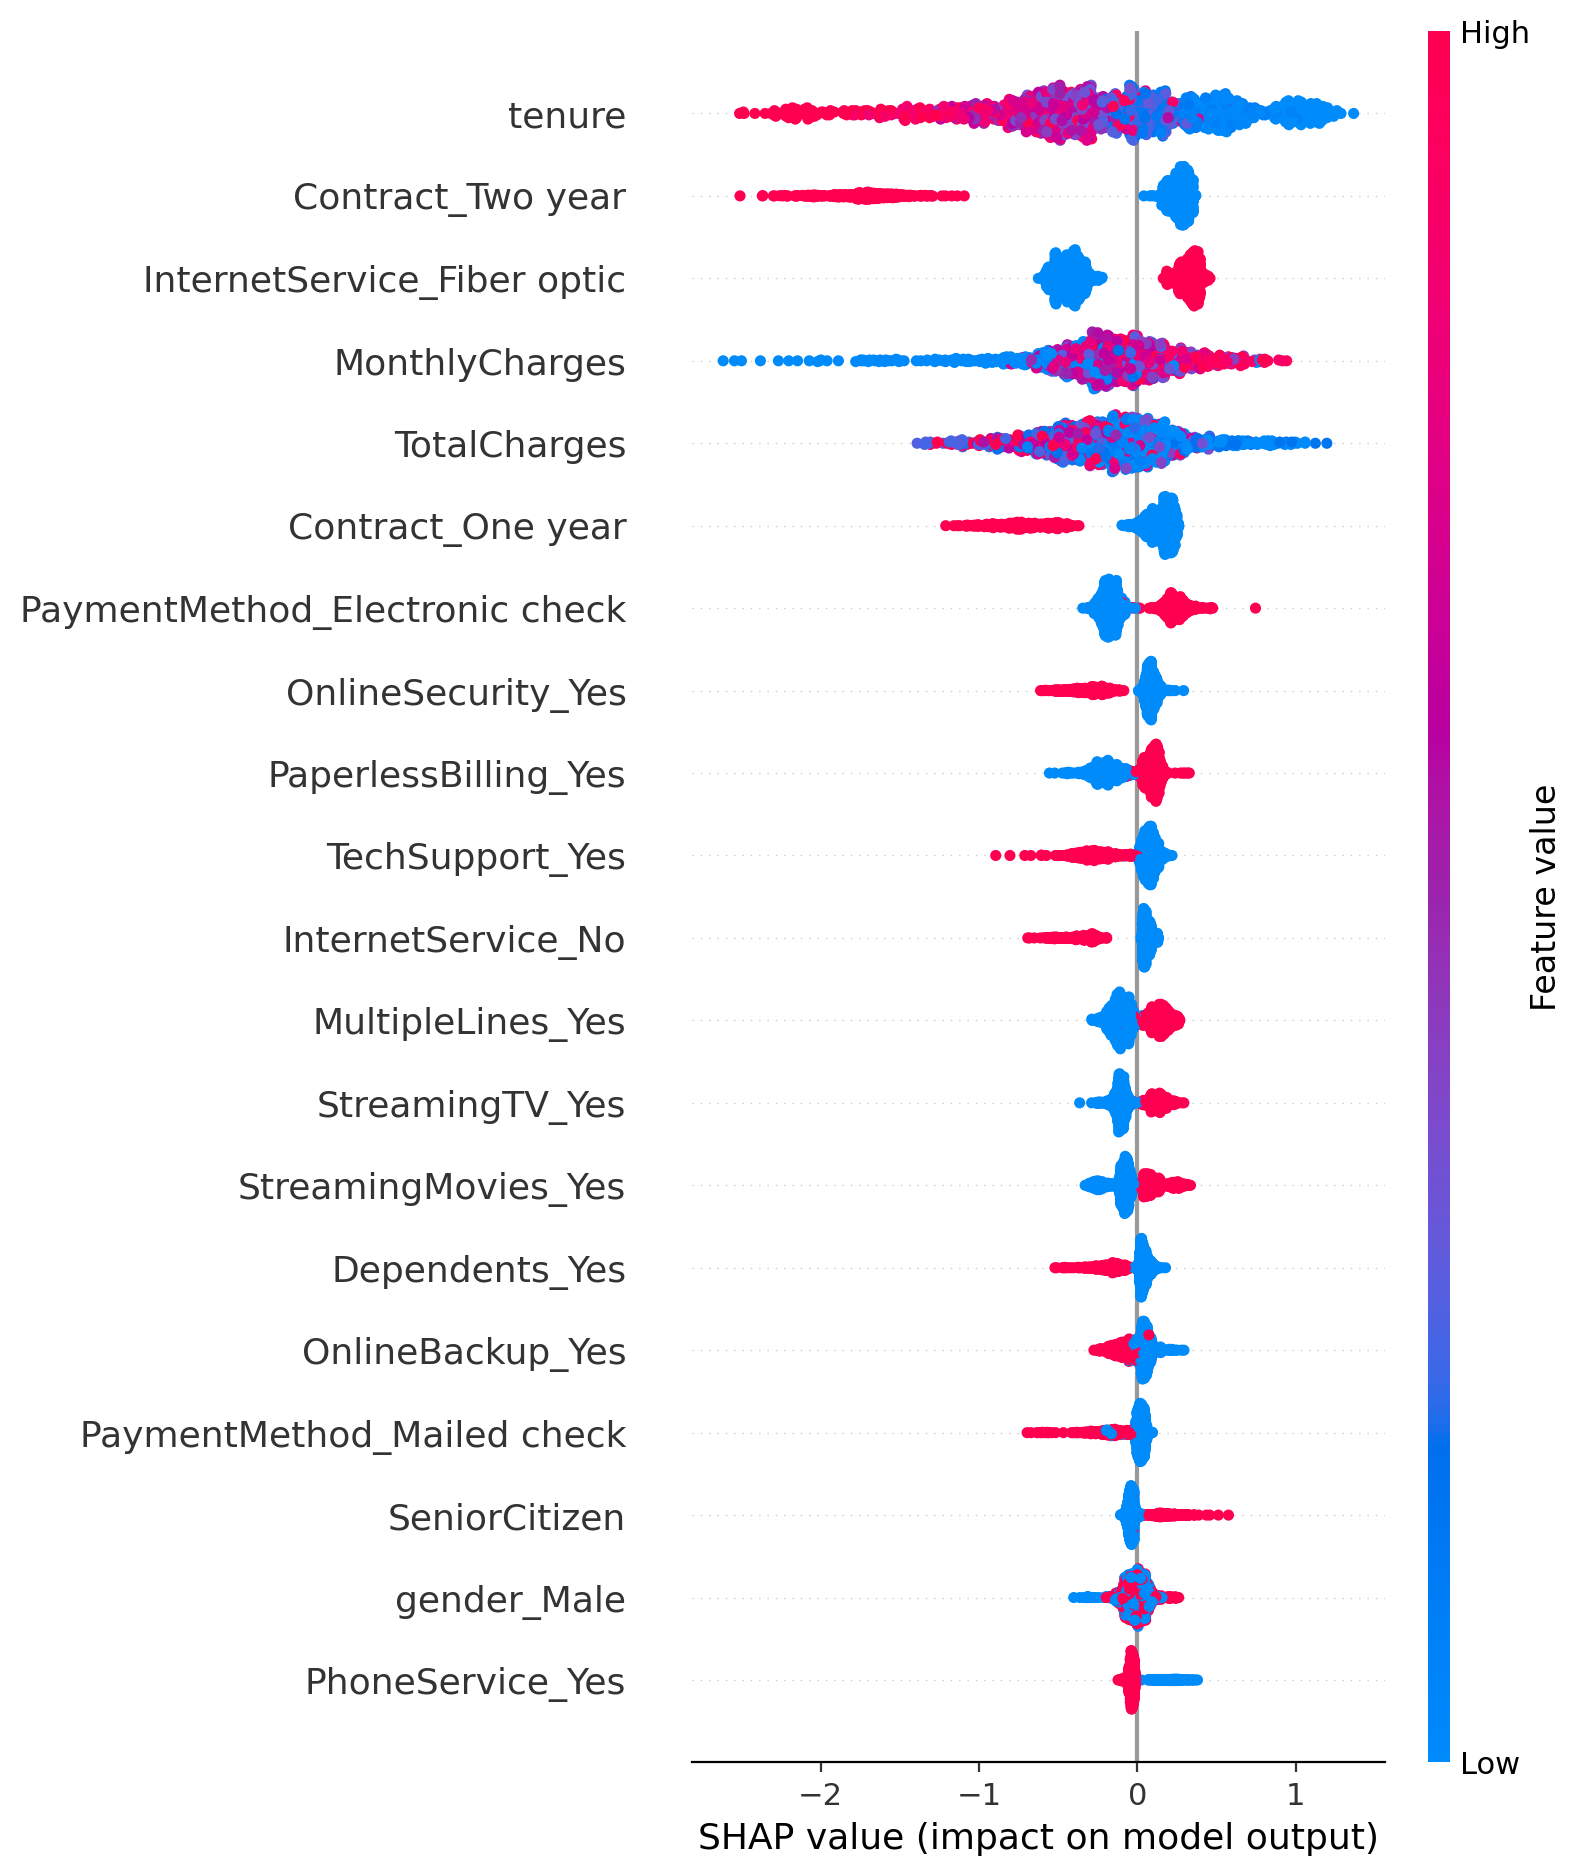 High
tenure
Contract_Two year
InternetService_Fiber optic
MonthlyCharges
TotalCharges
Contract_One year
PaymentMethod_Electronic check
OnlineSecurity_Yes
PaperlessBilling_Yes
TechSupport_Yes
InternetService_No
MultipleLines_Yes
StreamingTV_Yes
StreamingMovies_Yes
Dependents_Yes
OnlineBackup_Yes
PaymentMethod_Mailed check
SeniorCitizen
gender_Male
PhoneService_Yes
Feature value
Low
−2 −1 0 1
SHAP value (impact on model output)